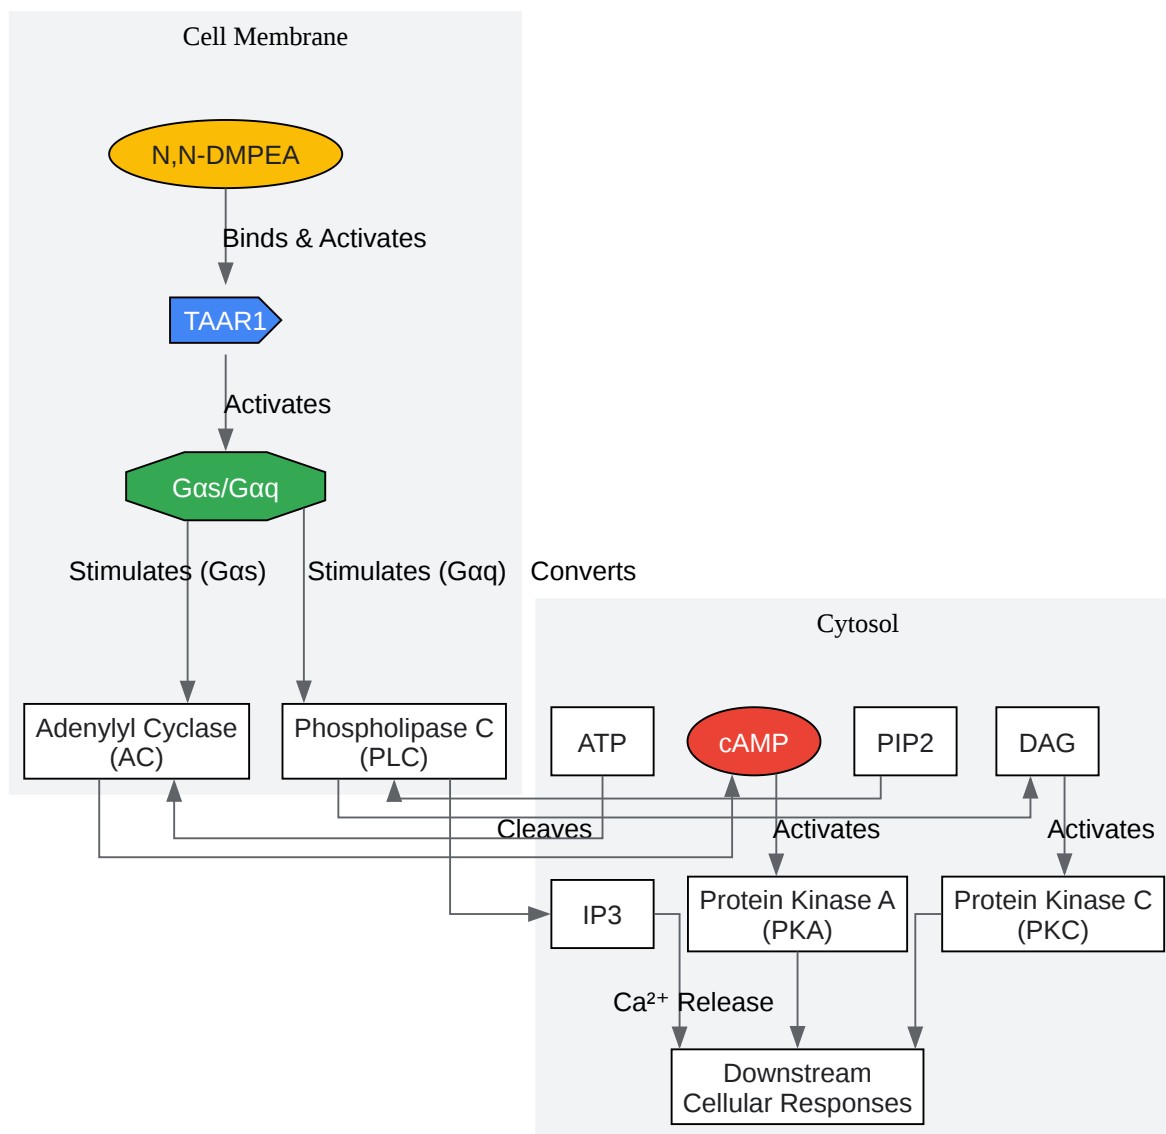 Cell Membrane
N,N-DMPEA
Binds & Activates
TAAR1
Activates
Gαs/Gαq
Stimulates (Gαs)
Stimulates (Gαq)
Converts
Cytosol
Adenylyl Cyclase
(AC)
Phospholipase C
(PLC)
ATP
cAMP
PIP2
DAG
Cleaves
Activates
Activates
IP3
Protein Kinase A
(PKA)
Protein Kinase C
(PKC)
Ca²⁺ Release
Downstream
Cellular Responses